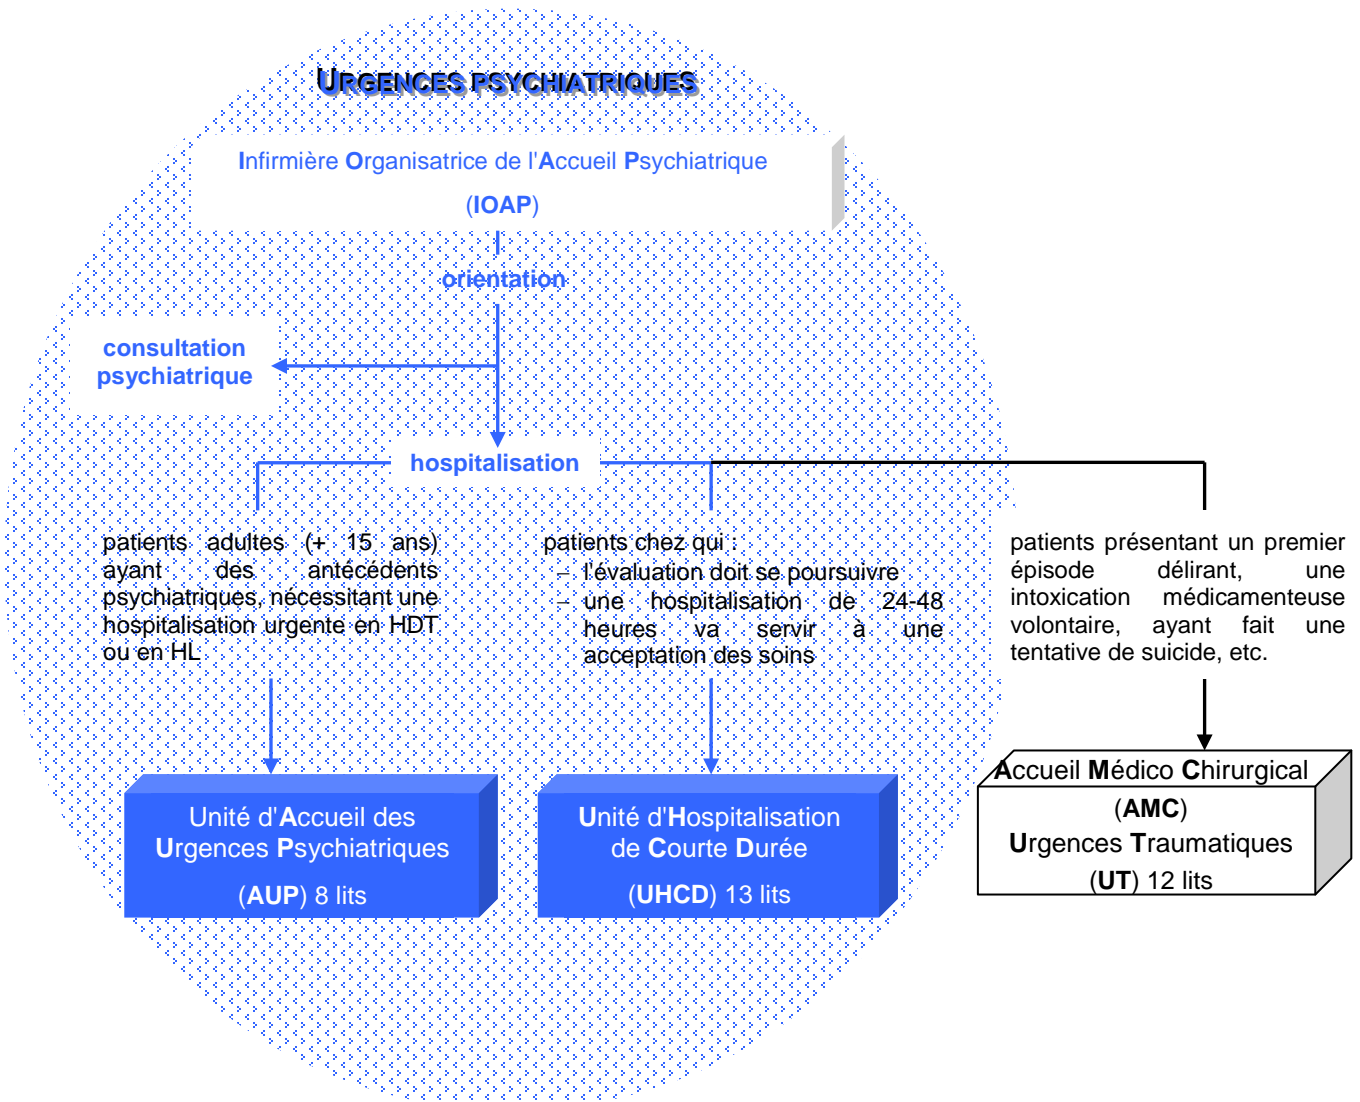 URGENCES PSYCHIATRIQUES
Infirmière Organisatrice de l'Accueil Psychiatrique
(IOAP)
orientation
consultation
psychiatrique
hospitalisation
patients adultes (+ 15 ans)
ayant des antécédents
psychiatriques, nécessitant une
hospitalisation urgente en HDT
ou en HL
patients chez qui :
– l'évaluation doit se poursuivre
– une hospitalisation de 24-48
heures va servir à une
acceptation des soins
patients présentant un premier
épisode délirant, une
intoxication médicamenteuse
volontaire, ayant fait une
tentative de suicide, etc.
Unité d'Accueil des
Urgences Psychiatriques
(AUP) 8 lits
Unité d'Hospitalisation
de Courte Durée
(UHCD) 13 lits
Accueil Médico Chirurgical
(AMC)
Urgences Traumatiques
(UT) 12 lits